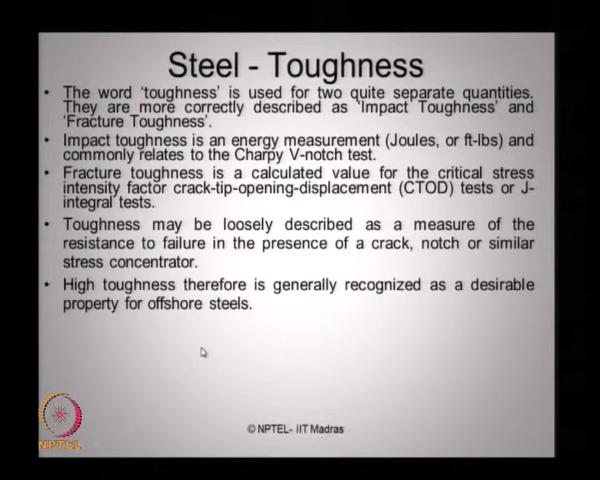 Steel - Toughness
• The word 'toughness' is used for two quite separate quantities.
They are more correctly described as 'Impact Toughness' and
'Fracture Toughness'.
• Impact toughness is an energy measurement (Joules, or ft-lbs) and
commonly relates to the Charpy V-notch test.
• Fracture toughness is a calculated value for the critical stress
intensity factor crack-tip-opening-displacement (CTOD) tests or J-
integral tests.
• Toughness may be loosely described as a measure of the
resistance to failure in the presence of a crack, notch or similar
stress concentrator.
• High toughness therefore is generally recognized as a desirable
property for offshore steels.
NPTEL
© NPTEL- IIT Madras